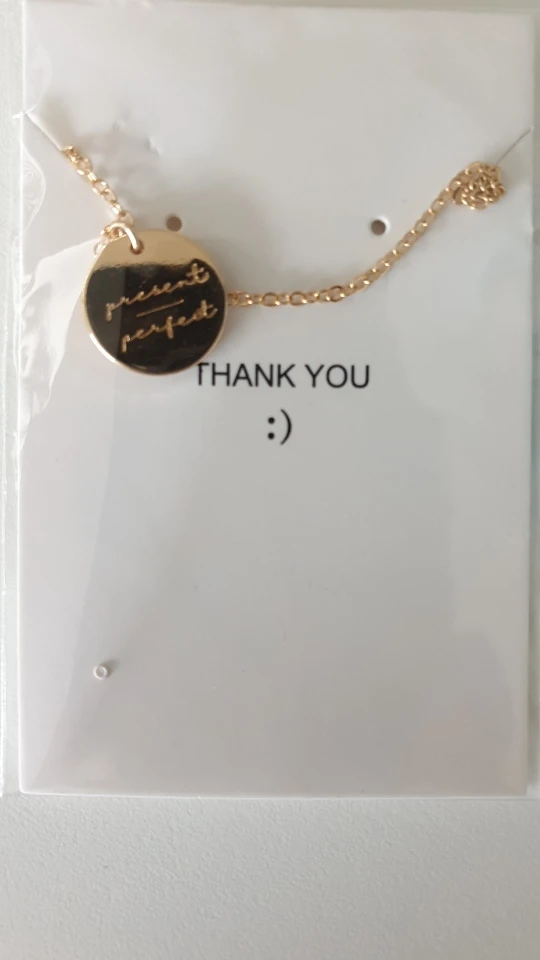 present
perfect
THANK YOU
:)